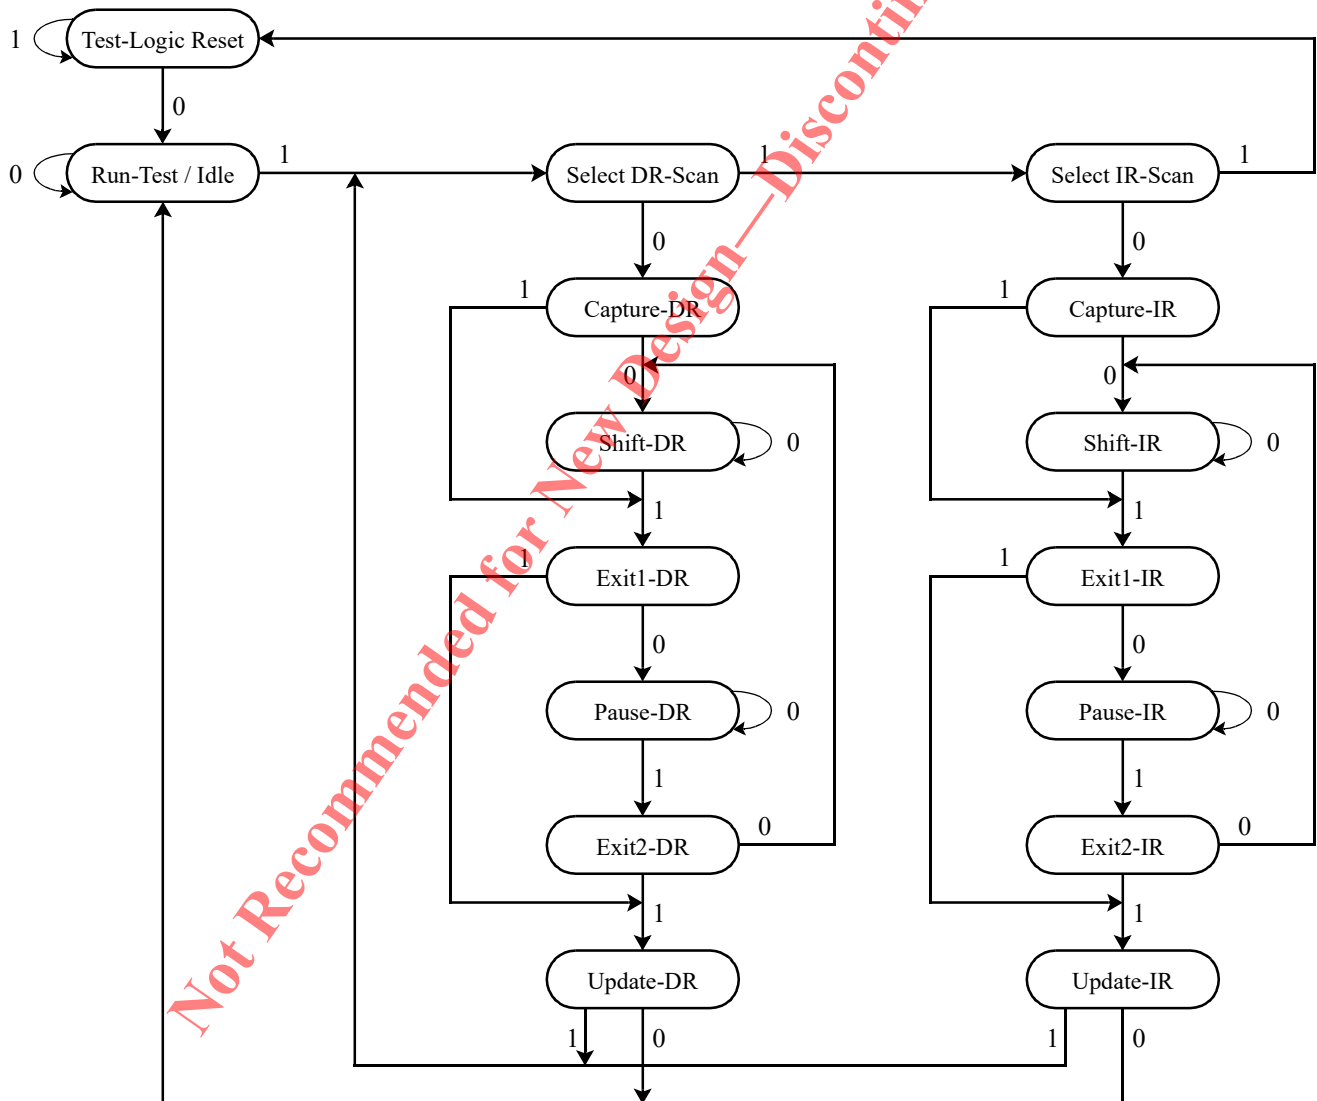 1
Test-Logic Reset
0
0
Run-Test / Idle
1
Select DR-Scan
1
Select IR-Scan
1
0
0
1
Capture-DR
1
Capture-IR
0
0
Shift-DR
0
Shift-IR
0
1
1
1
Exit1-DR
1
Exit1-IR
0
0
Pause-DR
0
Pause-IR
0
1
1
Exit2-DR
0
Exit2-IR
0
1
1
Update-DR
Update-IR
1
0
1
0
Not Recommended for New Design—Discontin